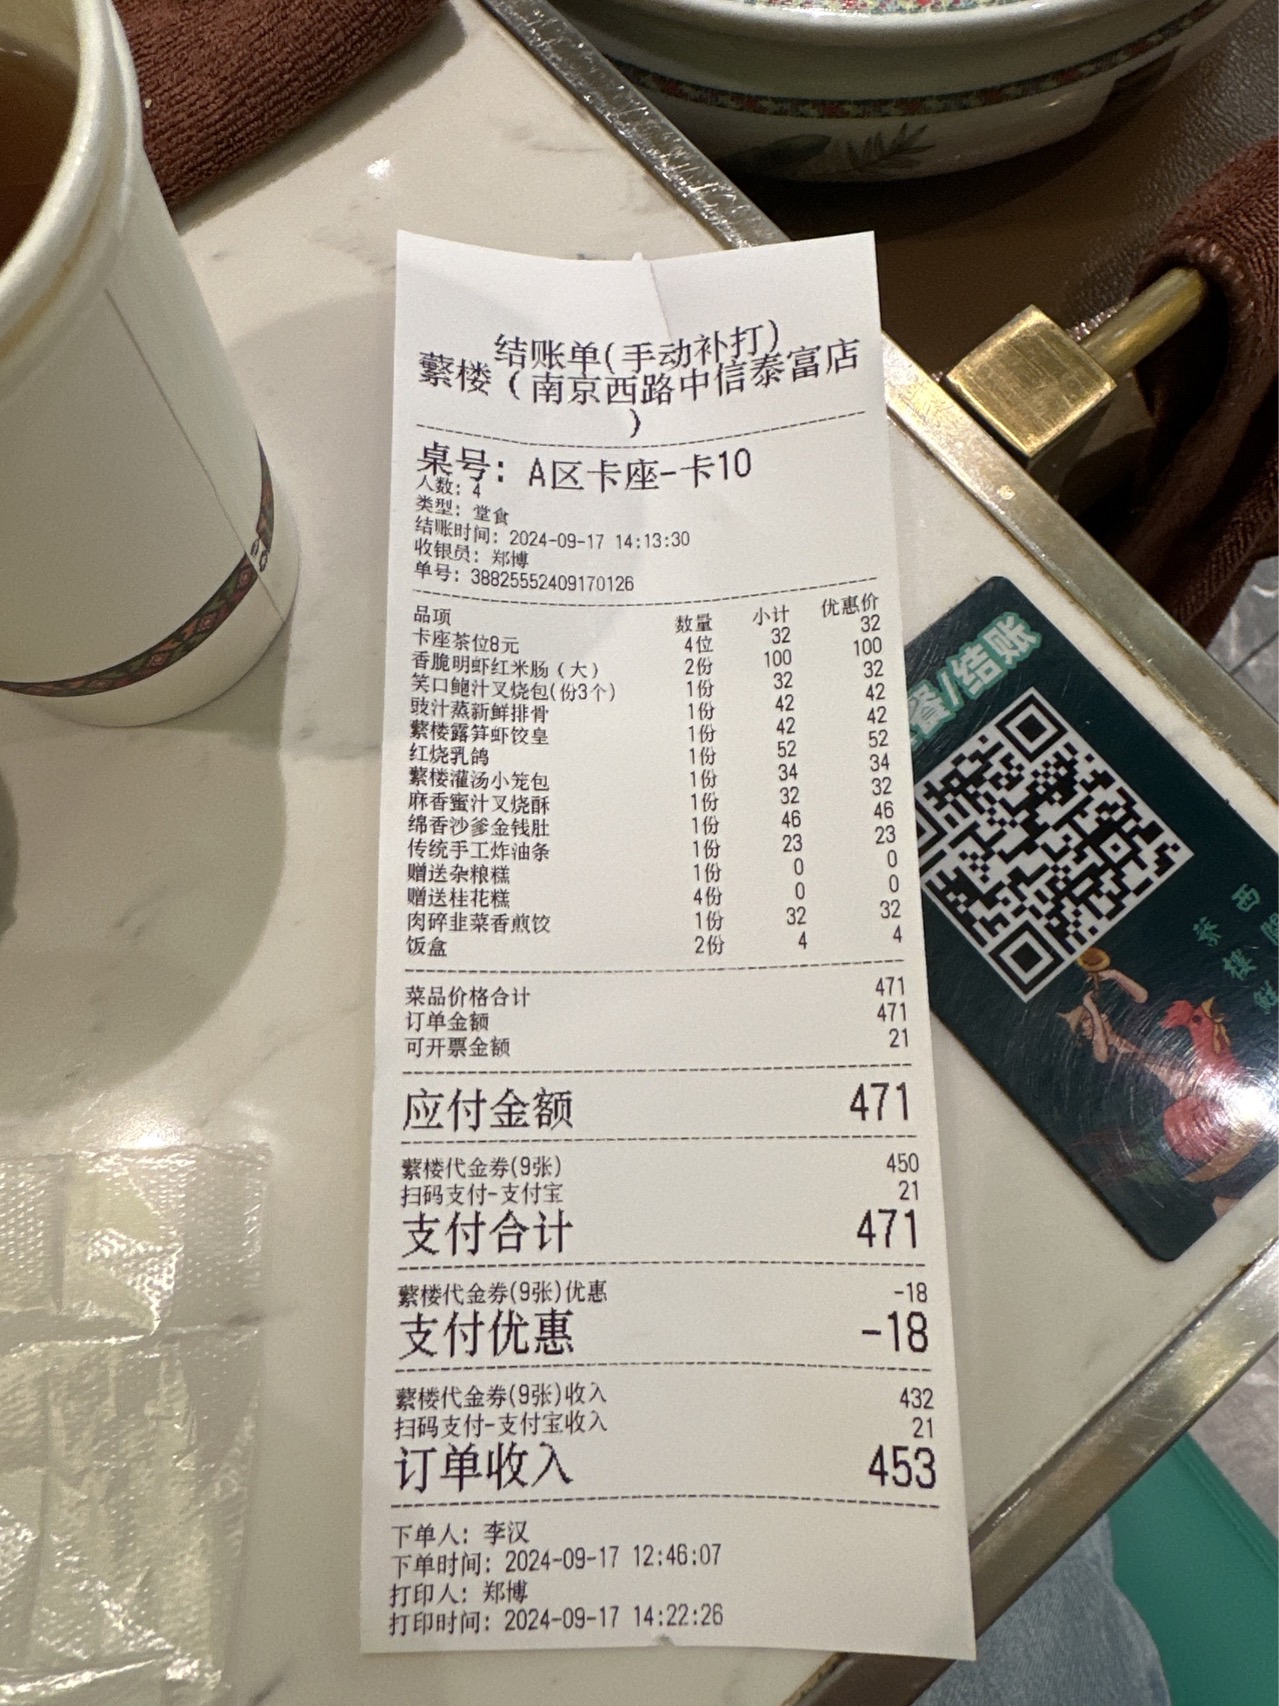 结账单(手动补打)
蘩楼（南京西路中信泰富店
）
桌号：A区卡座-卡10
人数：4
类型：堂食
结账时间：2024-09-17 14:13:30
收银员：郑博
单号：38825552409170126
品项 数量 小计 优惠价
卡座茶位8元 4位 32 32
香脆明虾红米肠（大） 2份 100 100
笑口鲍汁叉烧包(份3个) 1份 32 32
豉汁蒸新鲜排骨 1份 42 42
蘩楼露笋虾饺皇 1份 42 42
红烧乳鸽 1份 52 52
蘩楼灌汤小笼包 1份 34 34
麻香蜜汁叉烧酥 1份 32 32
绵香沙爹金钱肚 1份 46 46
传统手工炸油条 1份 23 23
赠送杂粮糕 1份 0 0
赠送桂花糕 4份 0 0
肉碎韭菜香煎饺 1份 32 32
饭盒 2份 4 4
菜品价格合计 471
订单金额 471
可开票金额 21
应付金额 471
蘩楼代金券(9张) 450
扫码支付-支付宝 21
支付合计 471
蘩楼代金券(9张)优惠 -18
支付优惠 -18
蘩楼代金券(9张)收入 432
扫码支付-支付宝收入 21
订单收入 453
下单人：李汉
下单时间：2024-09-17 12:46:07
打印人：郑博
打印时间：2024-09-17 14:22:26
餐/结账